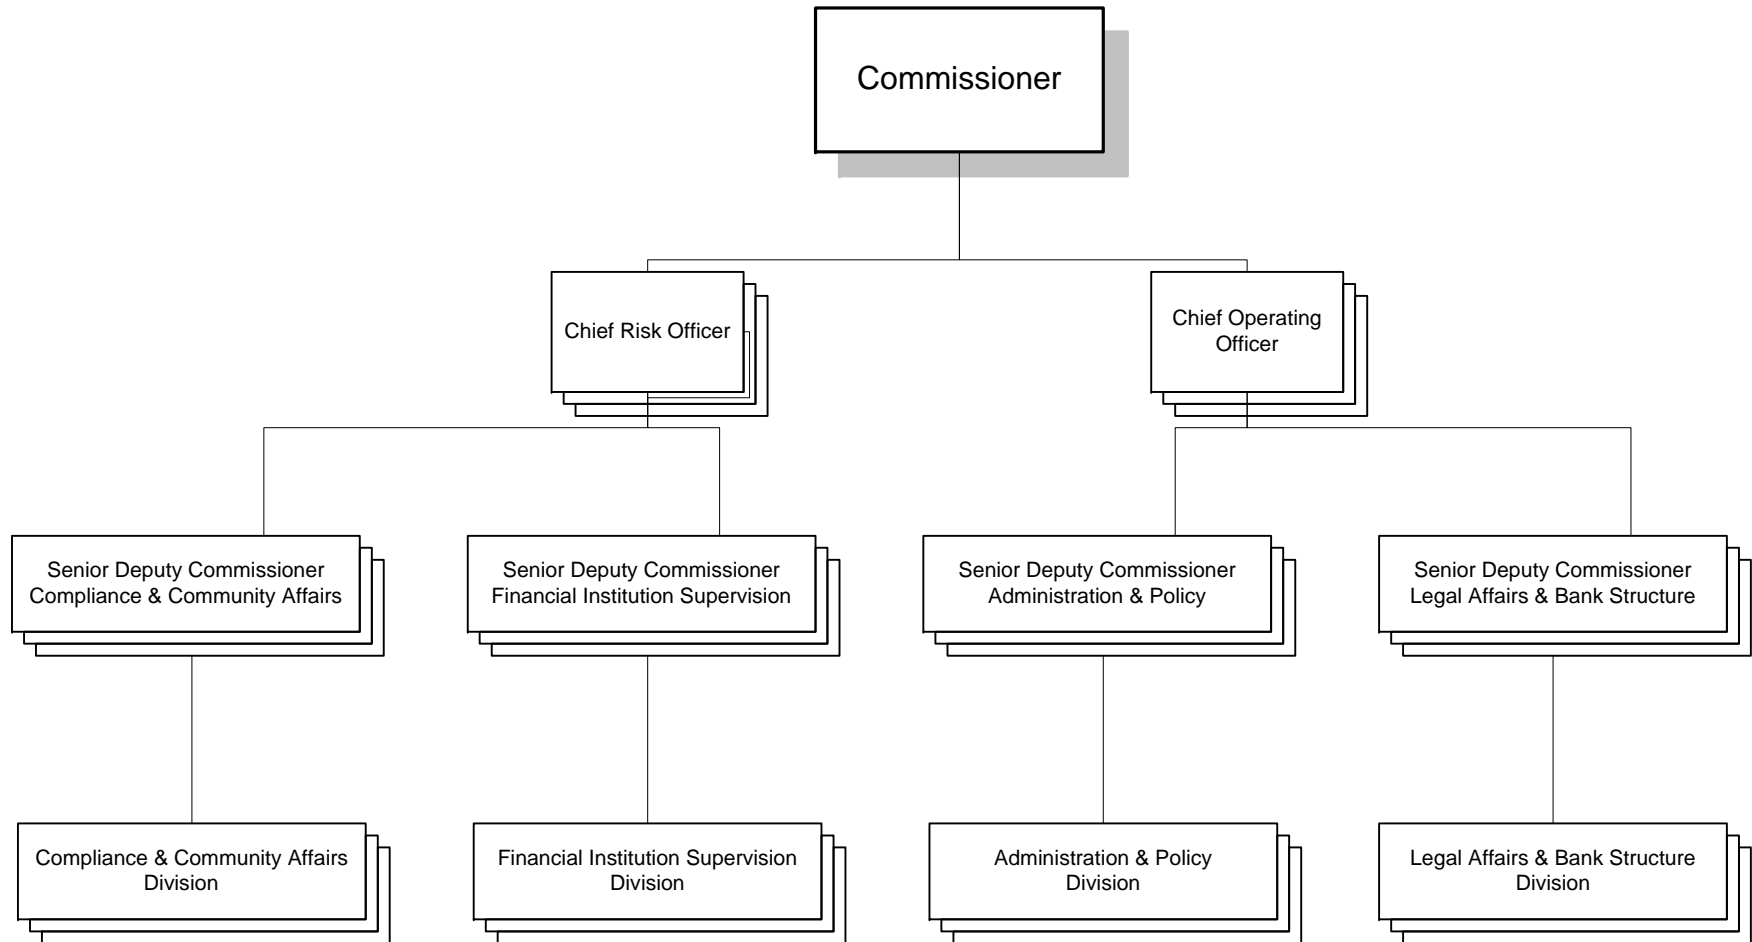 Commissioner
Chief Risk Officer
Chief Operating
Officer
Senior Deputy Commissioner
Compliance & Community Affairs
Senior Deputy Commissioner
Financial Institution Supervision
Senior Deputy Commissioner
Administration & Policy
Senior Deputy Commissioner
Legal Affairs & Bank Structure
Compliance & Community Affairs
Division
Financial Institution Supervision
Division
Administration & Policy
Division
Legal Affairs & Bank Structure
Division